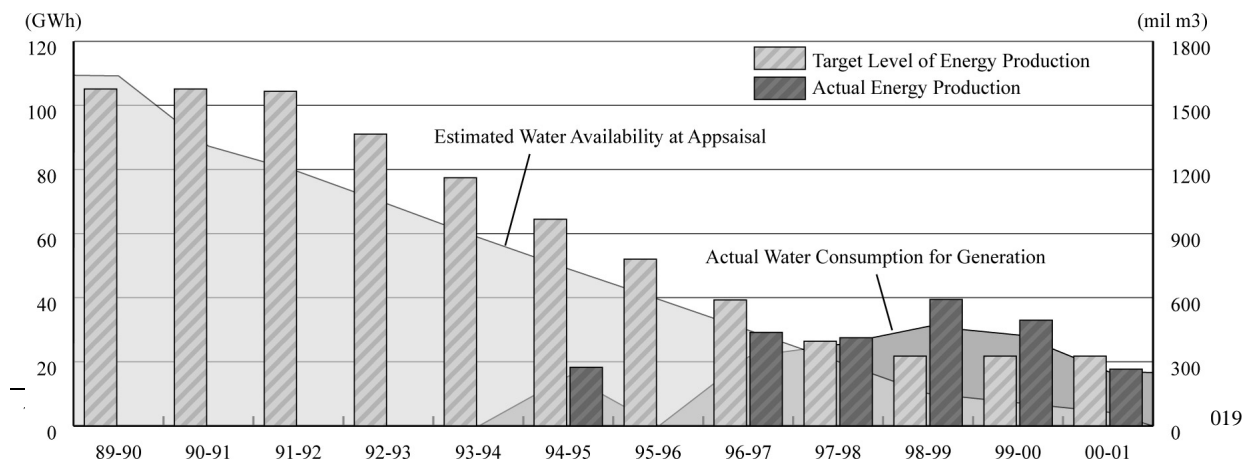 (GWh)
(mil m3)
120
100
80
60
40
20
0
1800
1500
1200
900
600
300
0
Target Level of Energy Production
Actual Energy Production
Estimated Water Availability at Appsaisal
Actual Water Consumption for Generation
019
89-90 90-91 91-92 92-93 93-94 94-95 95-96 96-97 97-98 98-99 99-00 00-01